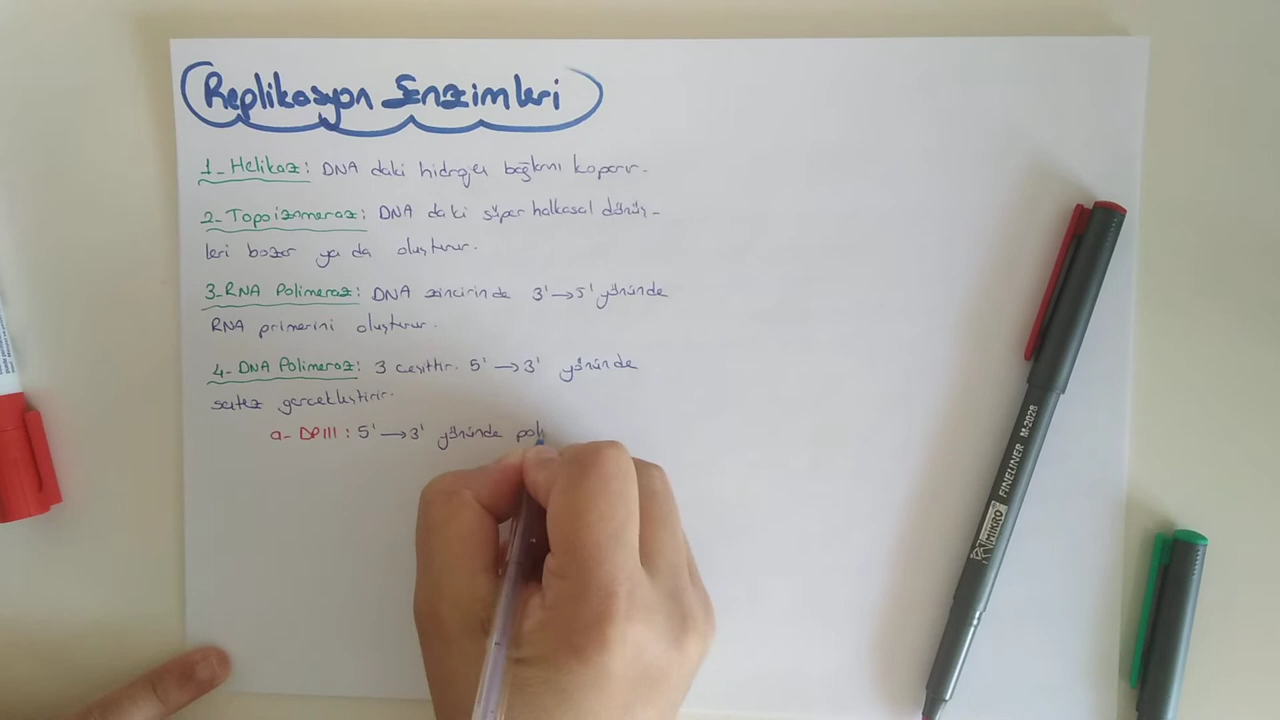 Replikasyon Enzimleri
1- Helikaz: DNA daki hidrojen bağlarını koparır.
2- Topoizomeraz: DNA daki süper halkasal dönüş-
leri bozar ya da oluşturur.
3- RNA Polimeraz: DNA zincirinde 3' → 5' yönünde
RNA primerini oluşturur.
4- DNA Polimeraz: 3 çeşittir. 5' → 3' yönünde
sentez gerçekleştirir.
a- DPIII: 5' → 3' yönünde pol
MIKRO FINELINER M-2028